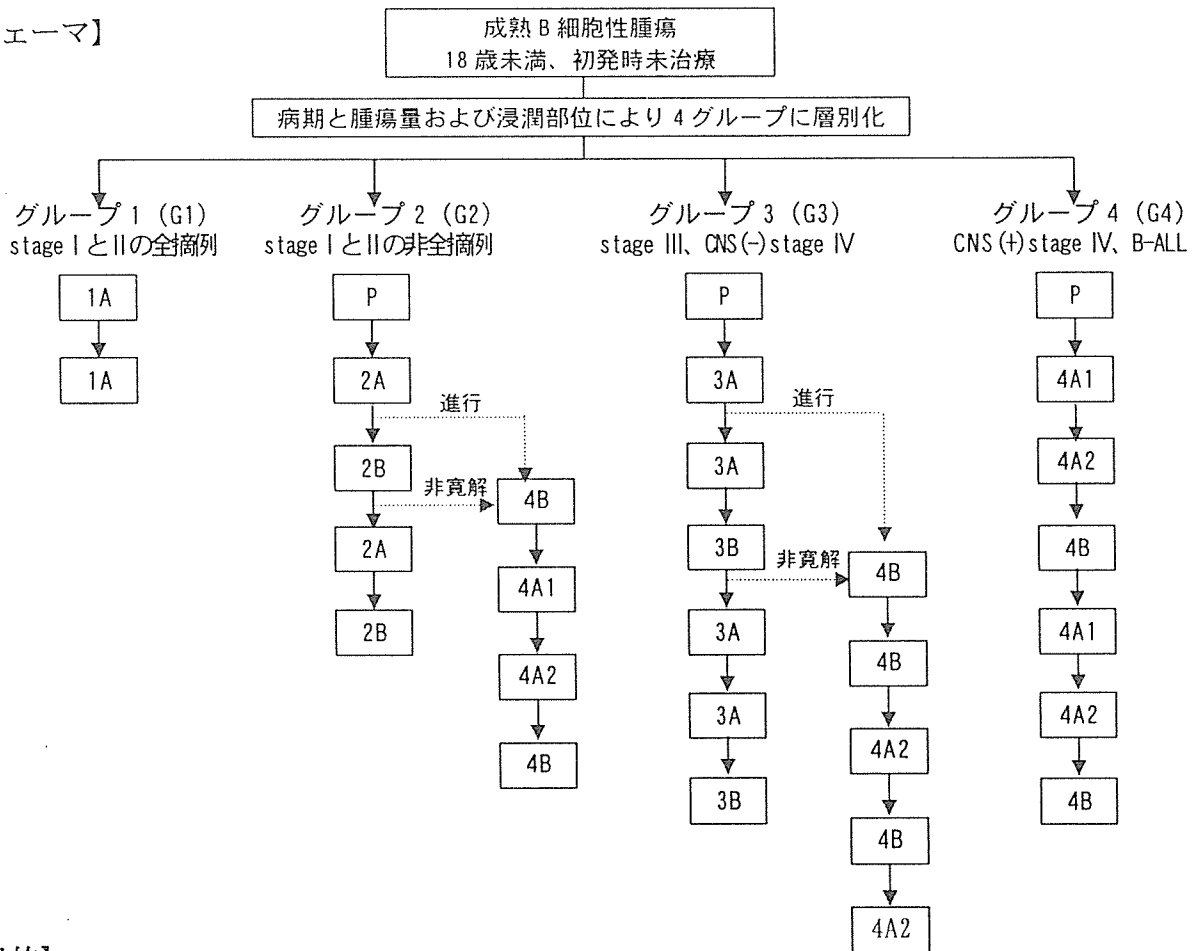 ェーマ】
成熟 B 細胞性腫瘍
18 歳未満、初発時未治療
病期と腫瘍量および浸潤部位により 4 グループに層別化
グループ 1 (G1)
stage I とIIの全摘例
1A
1A
グループ 2 (G2)
stage I とIIの非全摘例
P
2A
進行
2B
非寛解
2A
2B
4B
4A1
4A2
4B
グループ 3 (G3)
stage III、CNS(-)stage IV
P
3A
進行
3A
3B
非寛解
3A
3A
3B
4B
4B
4A2
4B
4A2
グループ 4 (G4)
CNS(+)stage IV、B-ALL
P
4A1
4A2
4B
4A1
4A2
4B